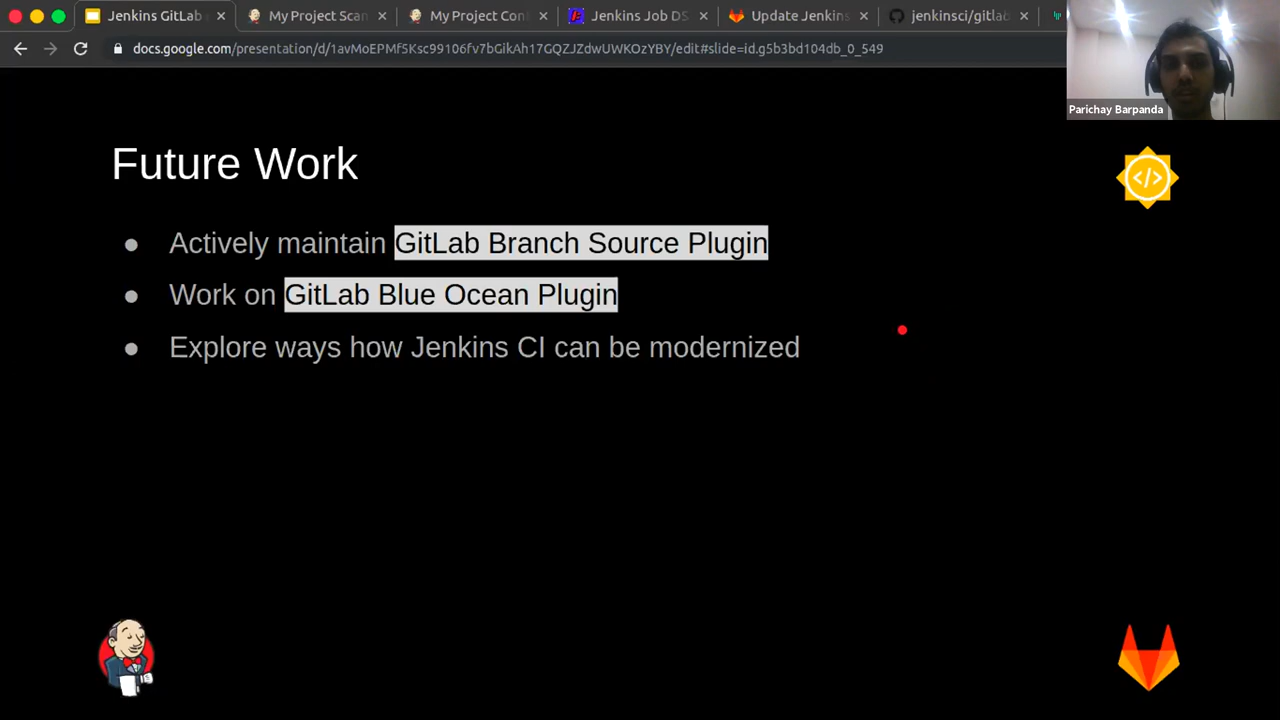 Jenkins GitLab
My Project Scan
My Project Con
Jenkins Job DS
Update Jenkins
jenkinsci/gitlab
docs.google.com/presentation/d/1avMoEPMf5Ksc99106fv7bGikAh17GQZJZdwUWKOzYBY/edit#slide=id.g5b3bd104db_0_549
Parichay Barpanda
Future Work
</>
● Actively maintain GitLab Branch Source Plugin
● Work on GitLab Blue Ocean Plugin
● Explore ways how Jenkins CI can be modernized